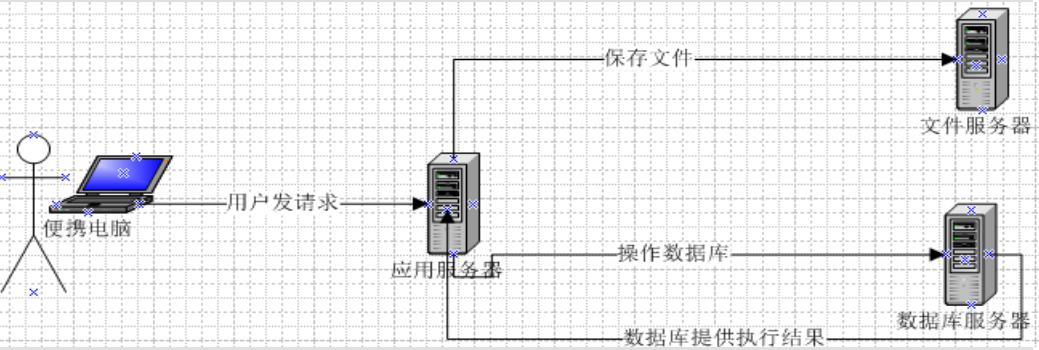 保存文件
文件服务器
用户发请求
便携电脑
应用服务器
操作数据库
数据库服务器
数据库提供执行结果